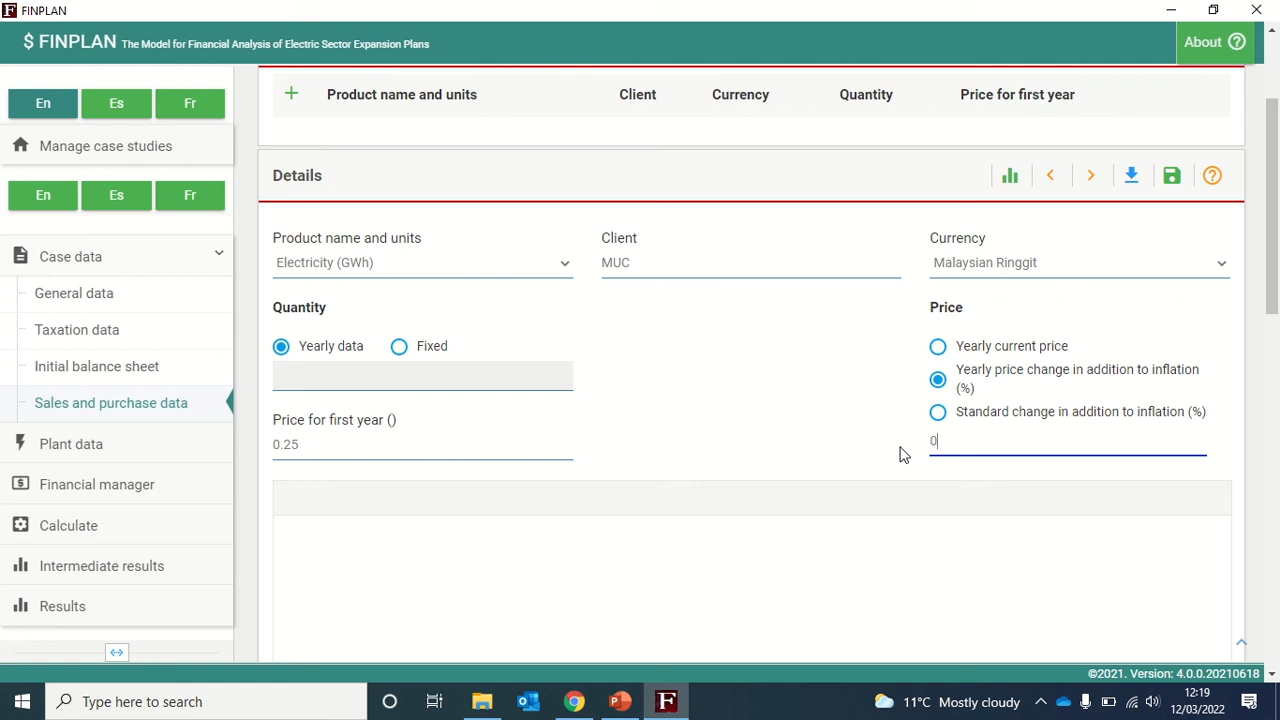 FINPLAN
$ FINPLAN The Model for Financial Analysis of Electric Sector Expansion Plans
About
En Es Fr
Manage case studies
En Es Fr
Case data
General data
Taxation data
Initial balance sheet
Sales and purchase data
Plant data
Financial manager
Calculate
Intermediate results
Results
Product name and units Client Currency Quantity Price for first year
Details
Product name and units Client Currency
Electricity (GWh) MUC Malaysian Ringgit
Quantity Price
Yearly data Fixed Yearly current price
Yearly price change in addition to inflation
(%)
Standard change in addition to inflation (%)
Price for first year ()
0.25
0
©2021. Version: 4.0.0.20210618
Type here to search
11°C Mostly cloudy
12:19
12/03/2022